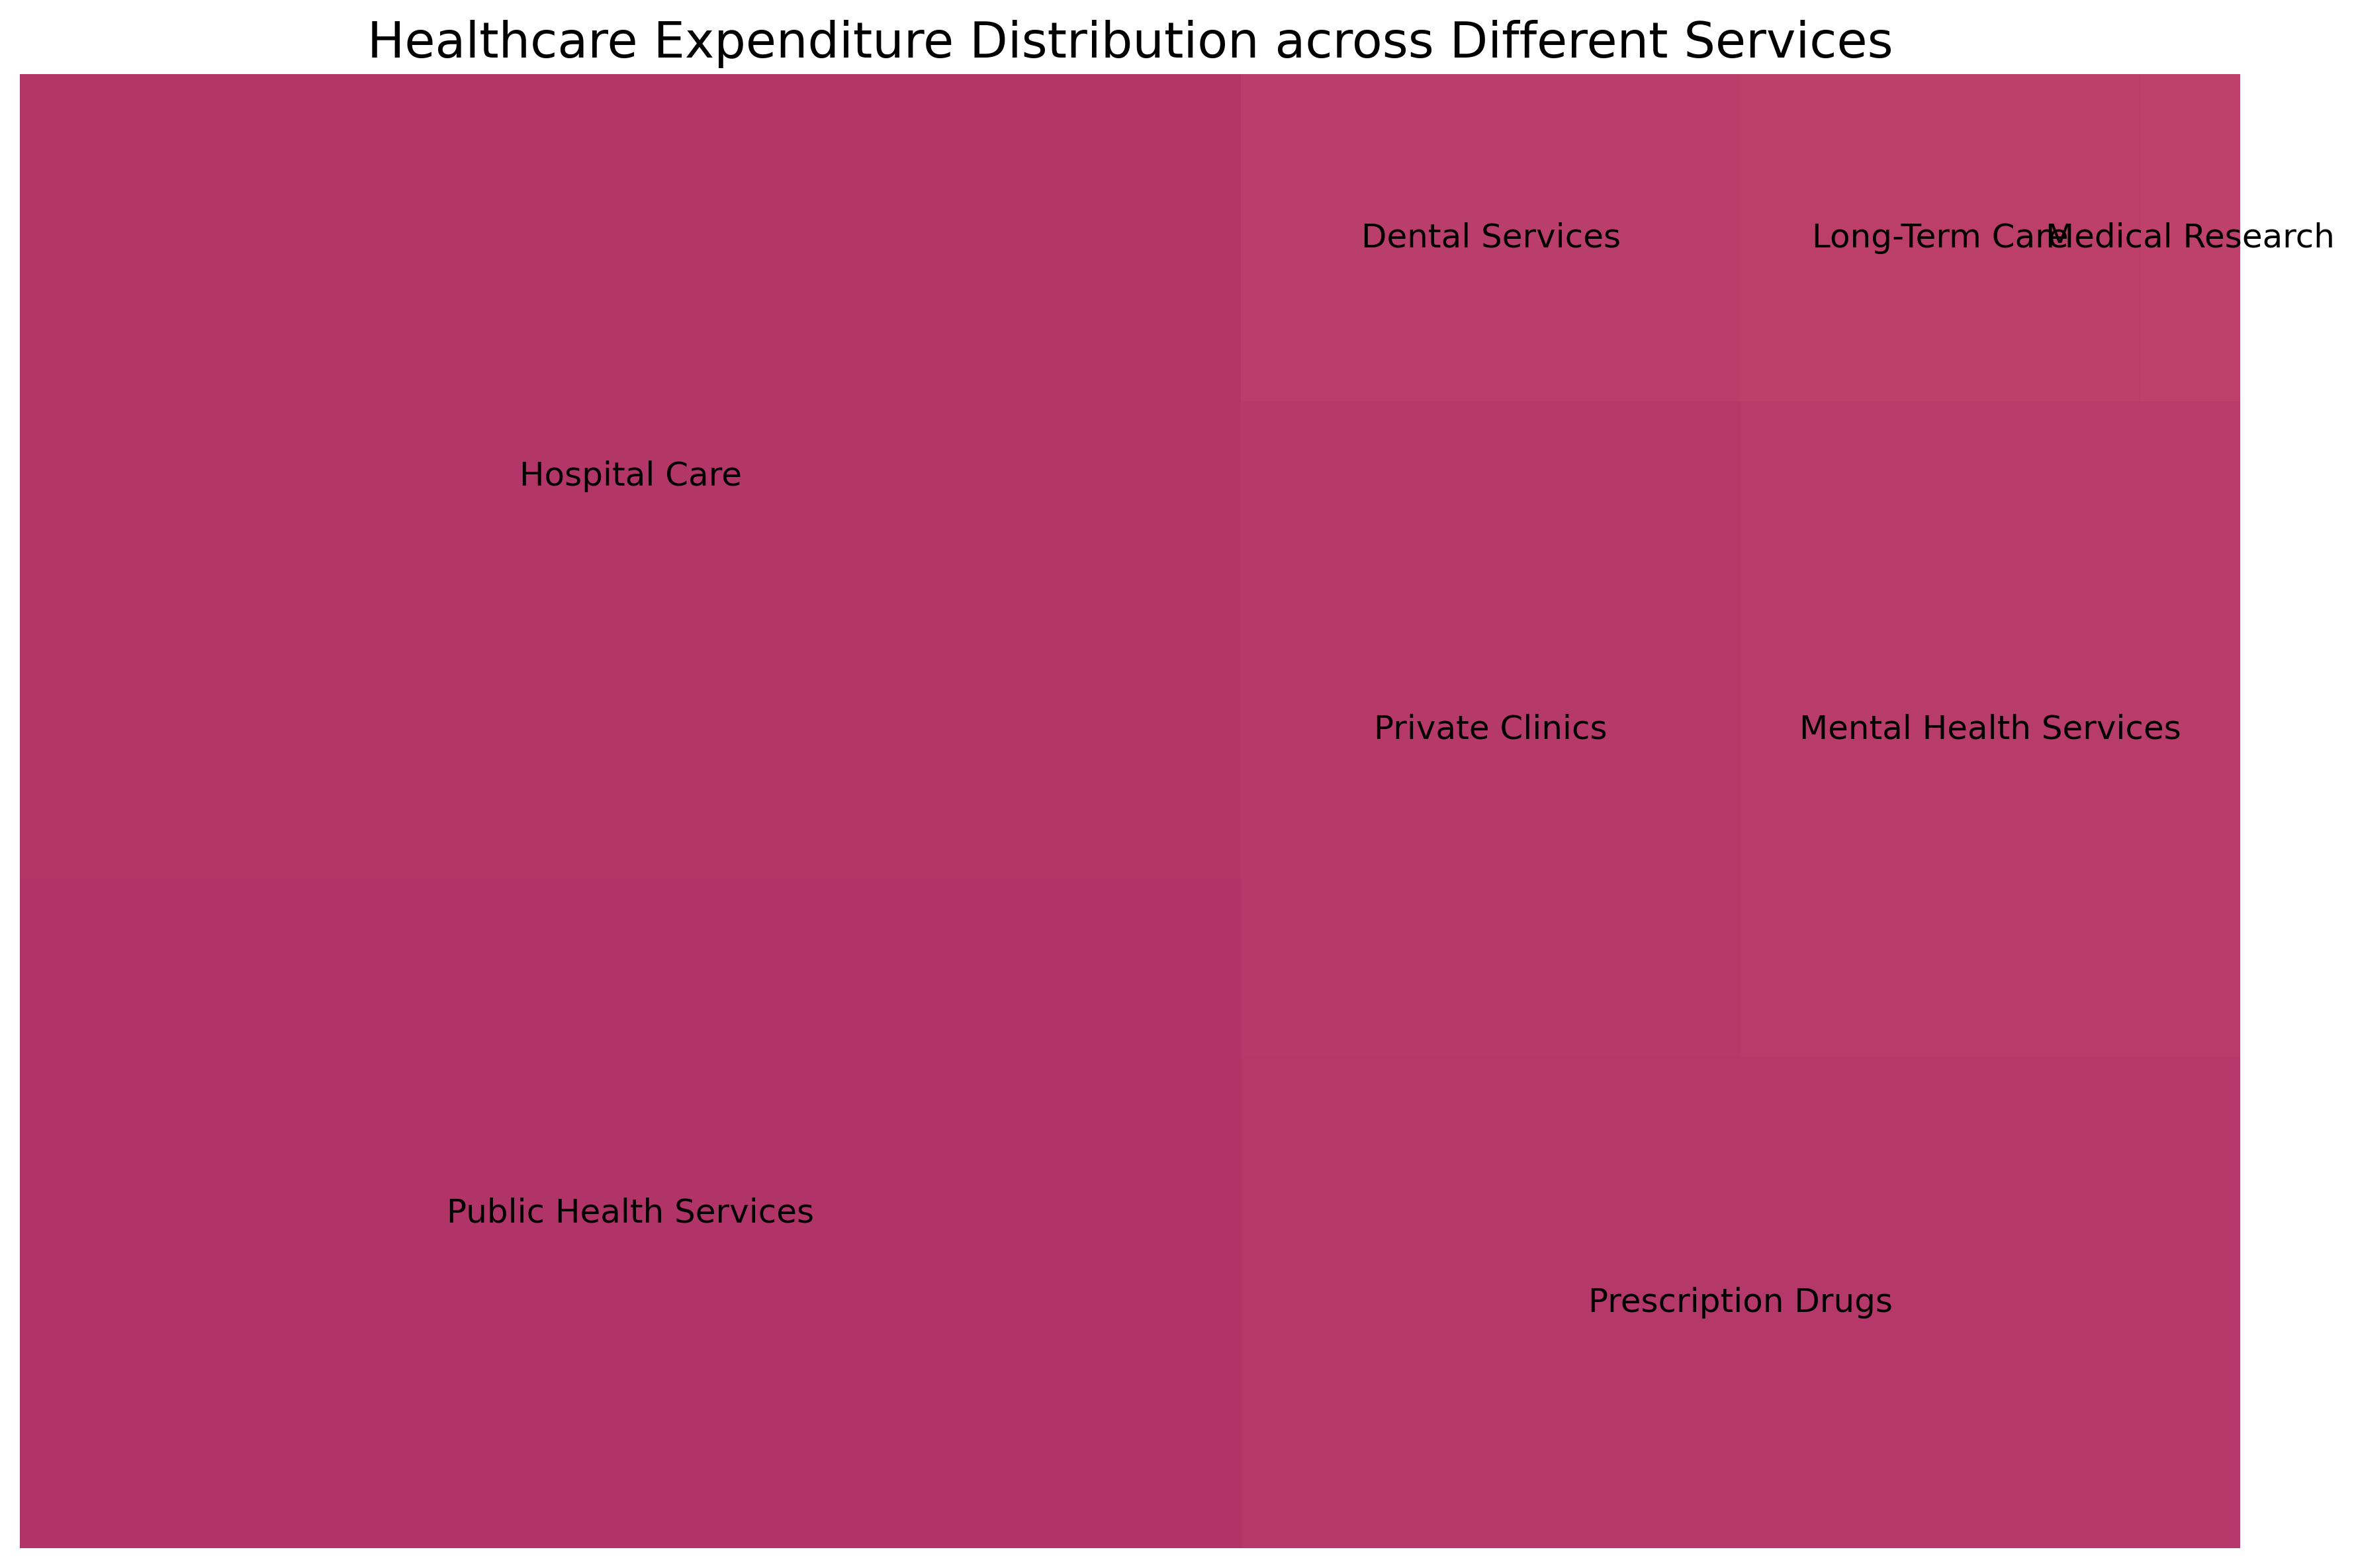 Healthcare Expenditure Distribution across Different Services
Dental Services
Long-Term Care
Medical Research
Hospital Care
Private Clinics
Mental Health Services
Public Health Services
Prescription Drugs